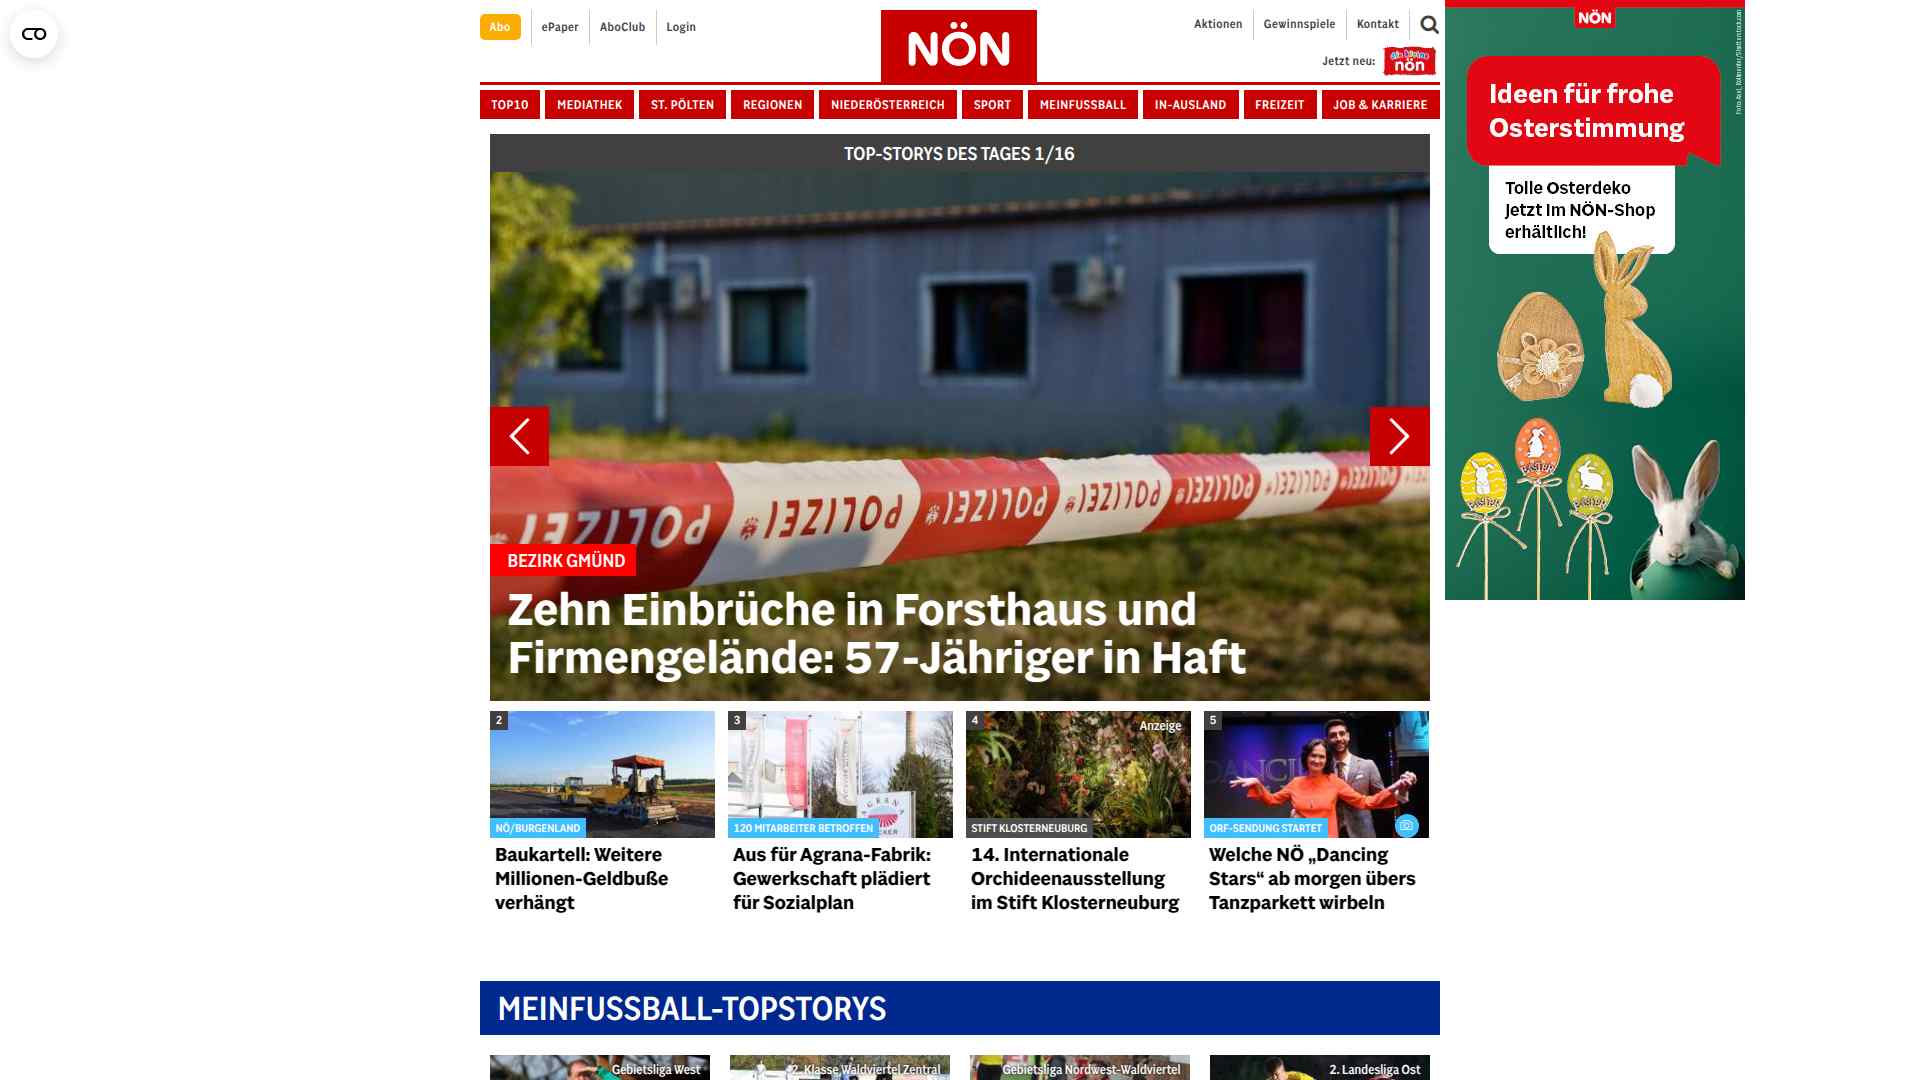 Abo
ePaper
AboClub
Login
NÖN
Aktionen
Gewinnspiele
Kontakt
Jetzt neu:
die kleine
nön
TOP10
MEDIATHEK
ST. PÖLTEN
REGIONEN
NIEDERÖSTERREICH
SPORT
MEINFUSSBALL
IN-AUSLAND
FREIZEIT
JOB & KARRIERE
TOP-STORYS DES TAGES 1/16
POLIZEI
POLIZEI
POLIZEI
POLIZEI
POLIZEI
POLIZEI
POLIZEI
BEZIRK GMÜND
Zehn Einbrüche in Forsthaus und
Firmengelände: 57-Jähriger in Haft
2
NÖ/BURGENLAND
Baukartell: Weitere
Millionen-Geldbuße
verhängt
3
AGRANA
120 MITARBEITER BETROFFEN
Aus für Agrana-Fabrik:
Gewerkschaft plädiert
für Sozialplan
4
Anzeige
STIFT KLOSTERNEUBURG
14. Internationale
Orchideenausstellung
im Stift Klosterneuburg
5
DANCI
ORF-SENDUNG STARTET
Welche NÖ „Dancing
Stars“ ab morgen übers
Tanzparkett wirbeln
MEINFUSSBALL-TOPSTORYS
Gebietsliga West
2. Klasse Waldviertel Zentral
Gebietsliga Nordwest-Waldviertel
2. Landesliga Ost
NÖN
Ideen für frohe
Osterstimmung
Tolle Osterdeko
jetzt im NÖN-Shop
erhältlich!
EASTER
EASTER
EASTER